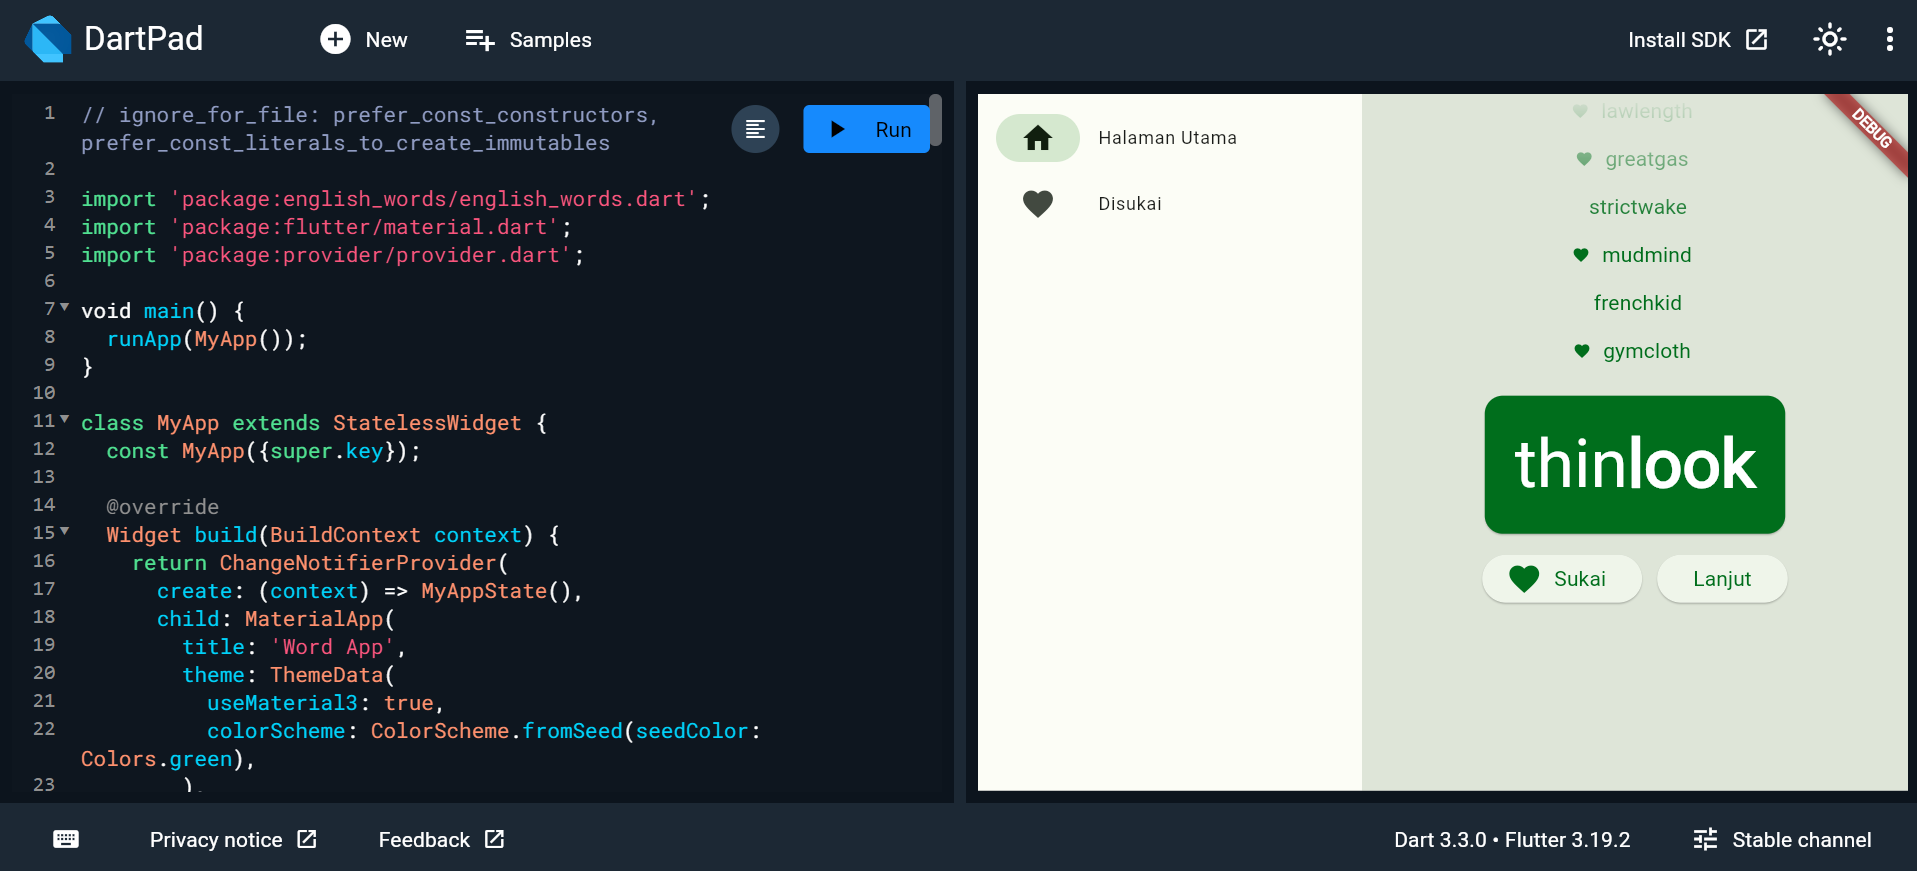 DartPad
New
Samples
Install SDK
1 // ignore_for_file: prefer_const_constructors,
prefer_const_literals_to_create_immutables
2
3 import 'package:english_words/english_words.dart';
4 import 'package:flutter/material.dart';
5 import 'package:provider/provider.dart';
6
7 void main() {
8 runApp(MyApp());
9 }
10
11 class MyApp extends StatelessWidget {
12 const MyApp({super.key});
13
14 @override
15 Widget build(BuildContext context) {
16 return ChangeNotifierProvider(
17 create: (context) => MyAppState(),
18 child: MaterialApp(
19 title: 'Word App',
20 theme: ThemeData(
21 useMaterial3: true,
22 colorScheme: ColorScheme.fromSeed(seedColor:
Colors.green),
23 ),
Run
Halaman Utama
Disukai
lawlength
greatgas
strictwake
mudmind
frenchkid
gymcloth
thinlook
Sukai
Lanjut
DEBUG
Privacy notice
Feedback
Dart 3.3.0 • Flutter 3.19.2
Stable channel